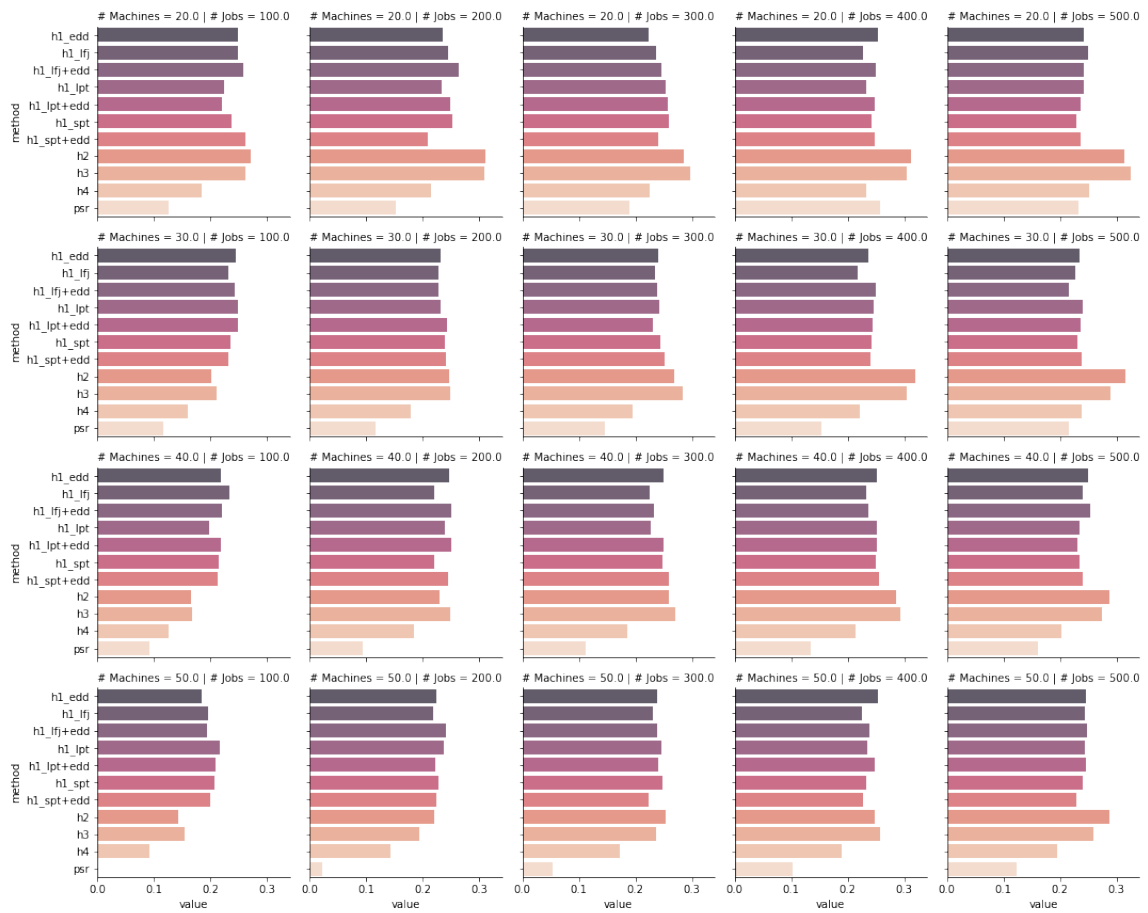 # Machines = 20.0 | # Jobs = 100.0
# Machines = 20.0 | # Jobs = 200.0
# Machines = 20.0 | # Jobs = 300.0
# Machines = 20.0 | # Jobs = 400.0
# Machines = 20.0 | # Jobs = 500.0
method
h1_edd
h1_lfj
h1_lfj+edd
h1_lpt
h1_lpt+edd
h1_spt
h1_spt+edd
h2
h3
h4
psr
# Machines = 30.0 | # Jobs = 100.0
# Machines = 30.0 | # Jobs = 200.0
# Machines = 30.0 | # Jobs = 300.0
# Machines = 30.0 | # Jobs = 400.0
# Machines = 30.0 | # Jobs = 500.0
method
h1_edd
h1_lfj
h1_lfj+edd
h1_lpt
h1_lpt+edd
h1_spt
h1_spt+edd
h2
h3
h4
psr
# Machines = 40.0 | # Jobs = 100.0
# Machines = 40.0 | # Jobs = 200.0
# Machines = 40.0 | # Jobs = 300.0
# Machines = 40.0 | # Jobs = 400.0
# Machines = 40.0 | # Jobs = 500.0
method
h1_edd
h1_lfj
h1_lfj+edd
h1_lpt
h1_lpt+edd
h1_spt
h1_spt+edd
h2
h3
h4
psr
# Machines = 50.0 | # Jobs = 100.0
# Machines = 50.0 | # Jobs = 200.0
# Machines = 50.0 | # Jobs = 300.0
# Machines = 50.0 | # Jobs = 400.0
# Machines = 50.0 | # Jobs = 500.0
method
h1_edd
h1_lfj
h1_lfj+edd
h1_lpt
h1_lpt+edd
h1_spt
h1_spt+edd
h2
h3
h4
psr
0.0 0.1 0.2 0.3
value
0.0 0.1 0.2 0.3
value
0.0 0.1 0.2 0.3
value
0.0 0.1 0.2 0.3
value
0.0 0.1 0.2 0.3
value